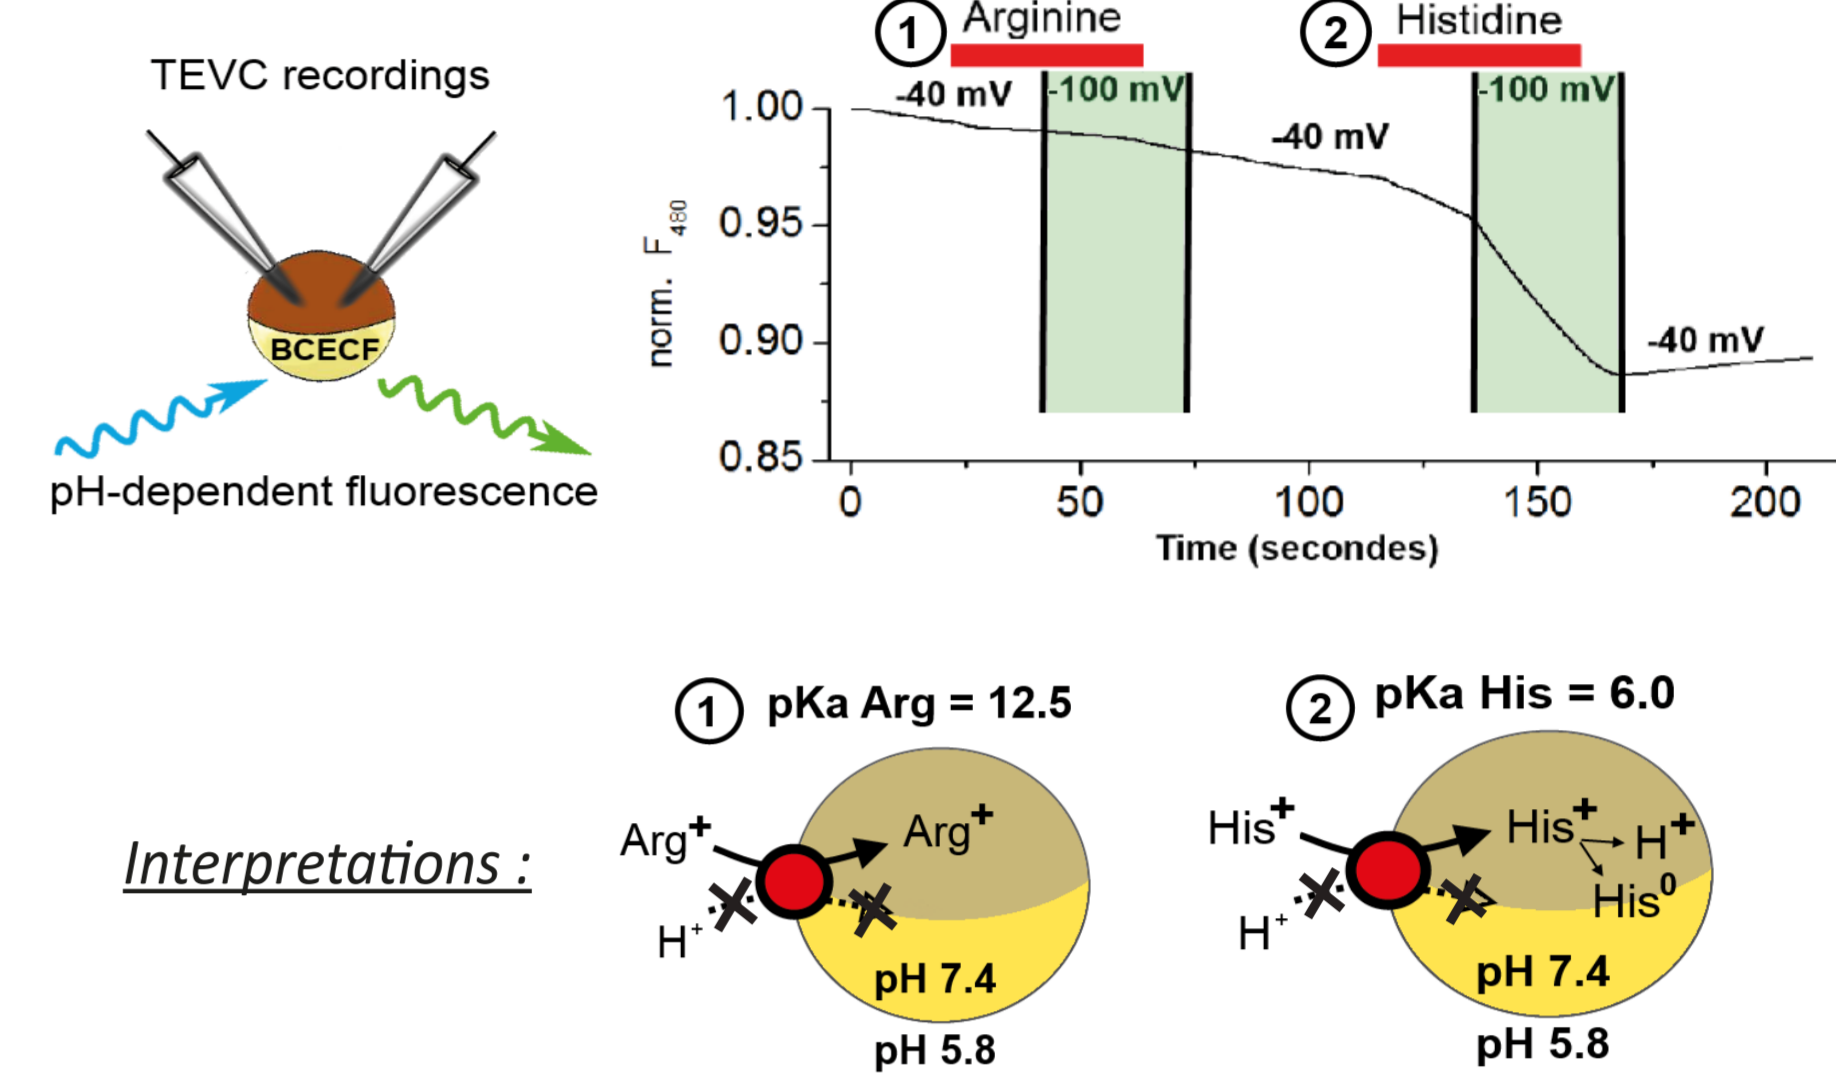 TEVC recordings
BCECF
pH-dependent fluorescence
1 Arginine
2 Histidine
-40 mV
-100 mV
-40 mV
-100 mV
-40 mV
norm. F480
1.00
0.95
0.90
0.85
0 50 100 150 200
Time (secondes)
Interpretations :
1 pKa Arg = 12.5
Arg+
Arg+
H+
pH 7.4
pH 5.8
2 pKa His = 6.0
His+
His+
H+
His0
H+
pH 7.4
pH 5.8